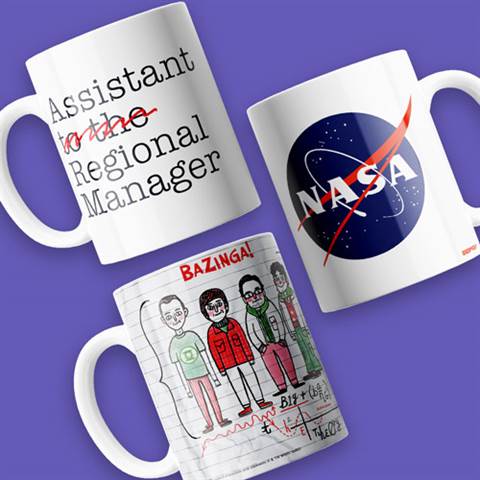 Assistant
to the
Regional
Manager
NASA
BAZINGA!